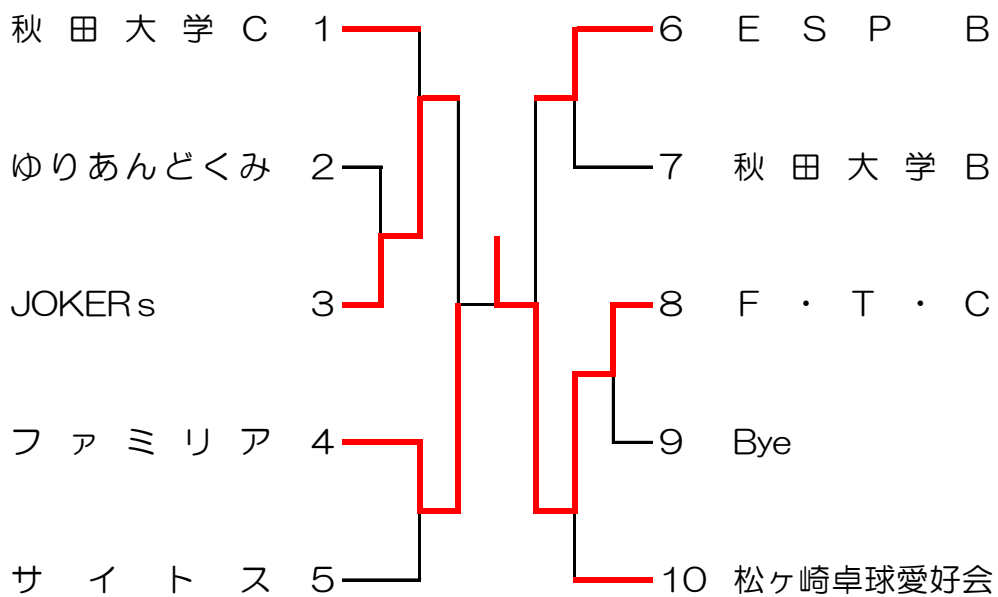 秋田大学C 1
ゆりあんどくみ 2
JOKERs 3
ファミリア 4
サイトス 5
6 ESP B
7 秋田大学B
8 F・T・C
9 Bye
10 松ヶ崎卓球愛好会